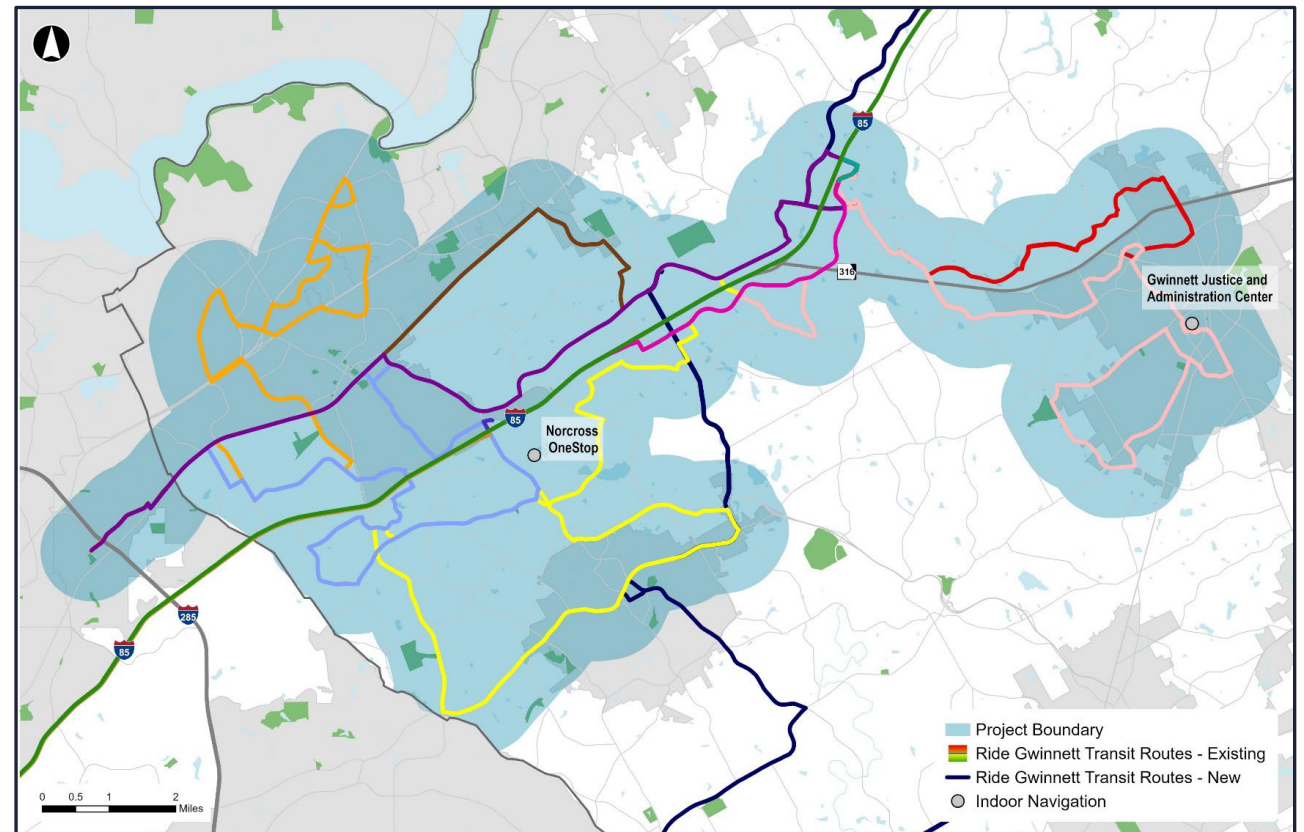 85
316
Gwinnett Justice and
Administration Center
85
Norcross
OneStop
285
85
Project Boundary
Ride Gwinnett Transit Routes - Existing
Ride Gwinnett Transit Routes - New
Indoor Navigation
0 0.5 1 2
Miles